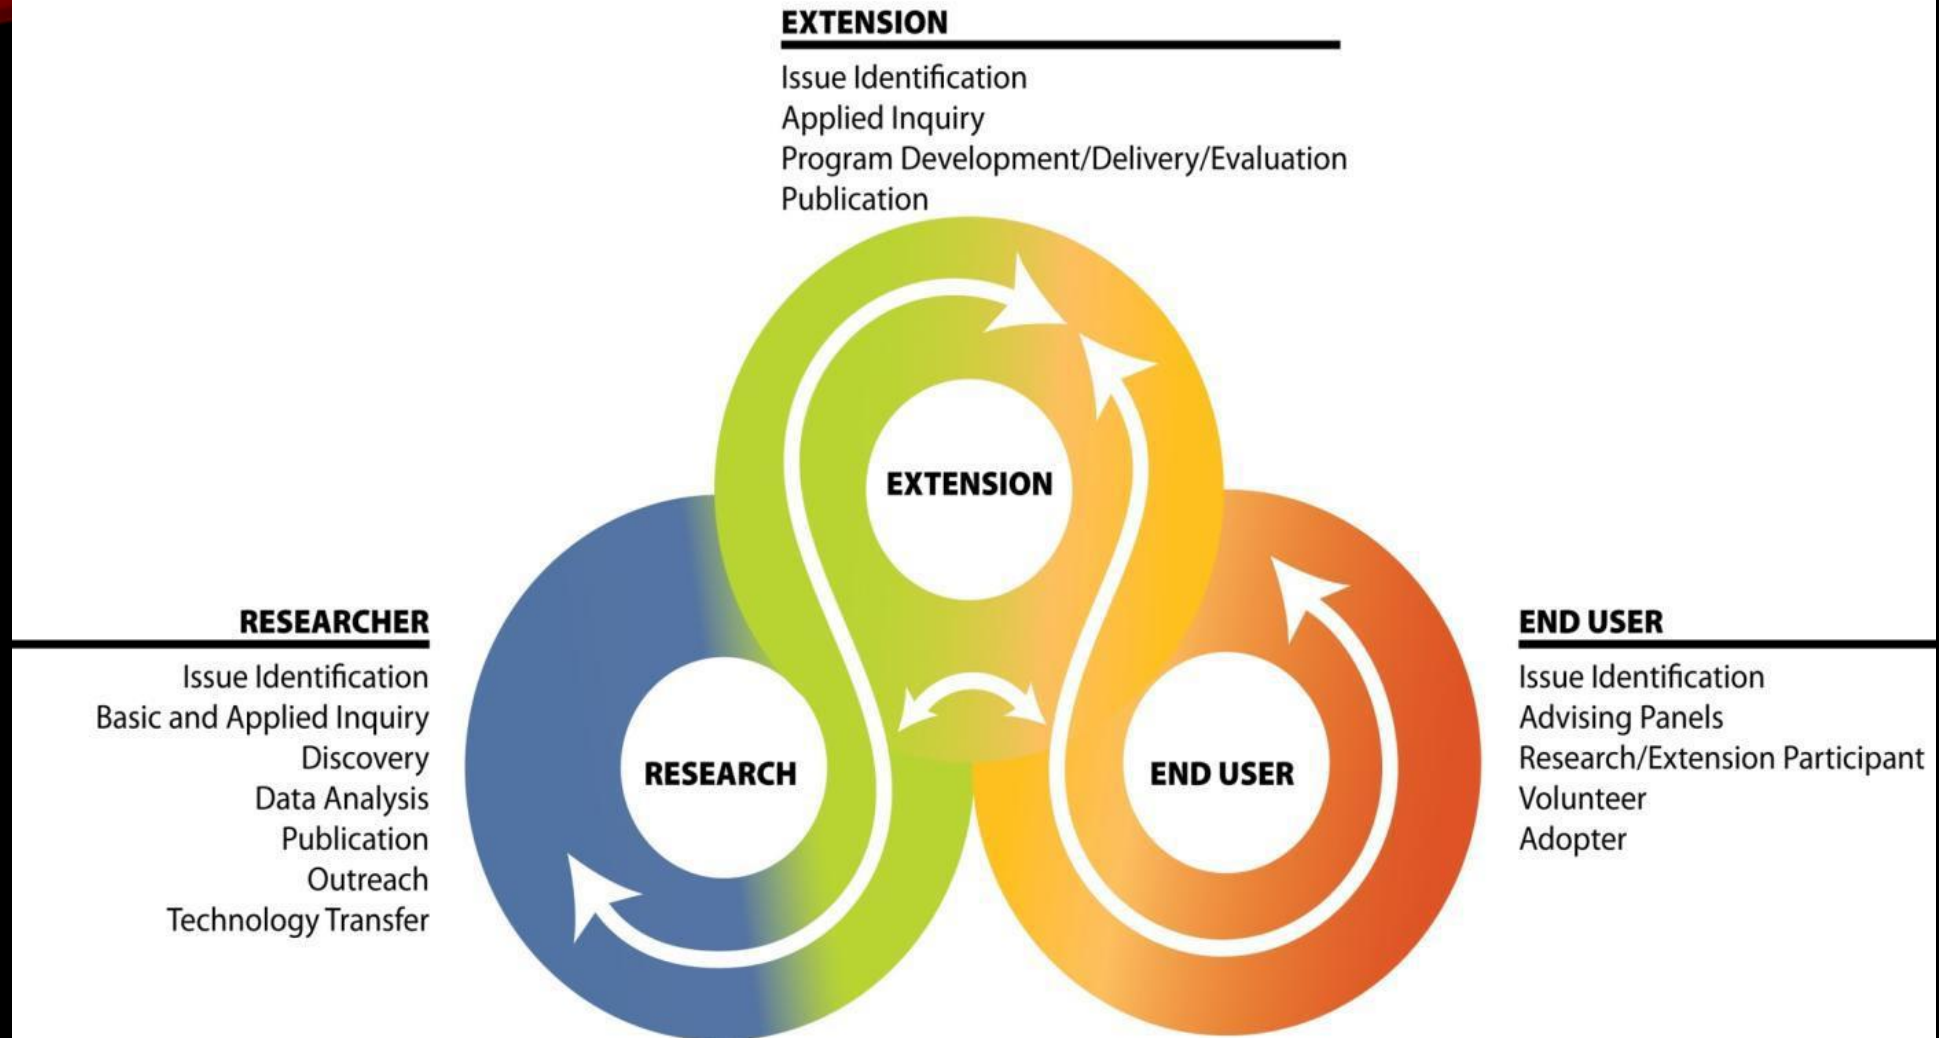 EXTENSION
Issue Identification
Applied Inquiry
Program Development/Delivery/Evaluation
Publication
EXTENSION
RESEARCHER
Issue Identification
Basic and Applied Inquiry
Discovery
Data Analysis
Publication
Outreach
Technology Transfer
RESEARCH
END USER
END USER
Issue Identification
Advising Panels
Research/Extension Participant
Volunteer
Adopter